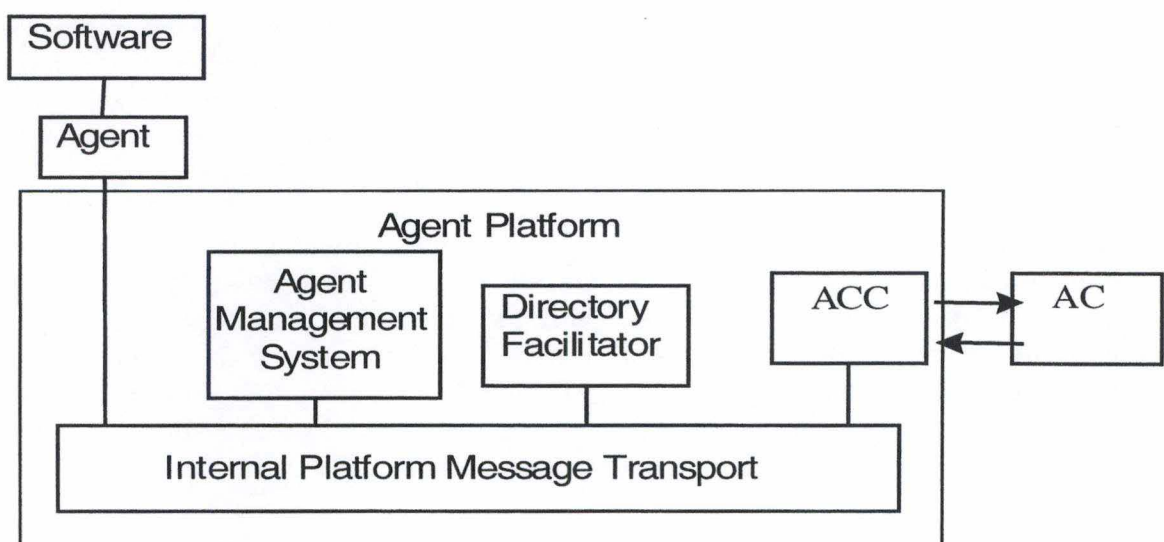 Software
Agent
Agent Platform
Agent
Management
System
Directory
Facilitator
ACC
AC
Internal Platform Message Transport